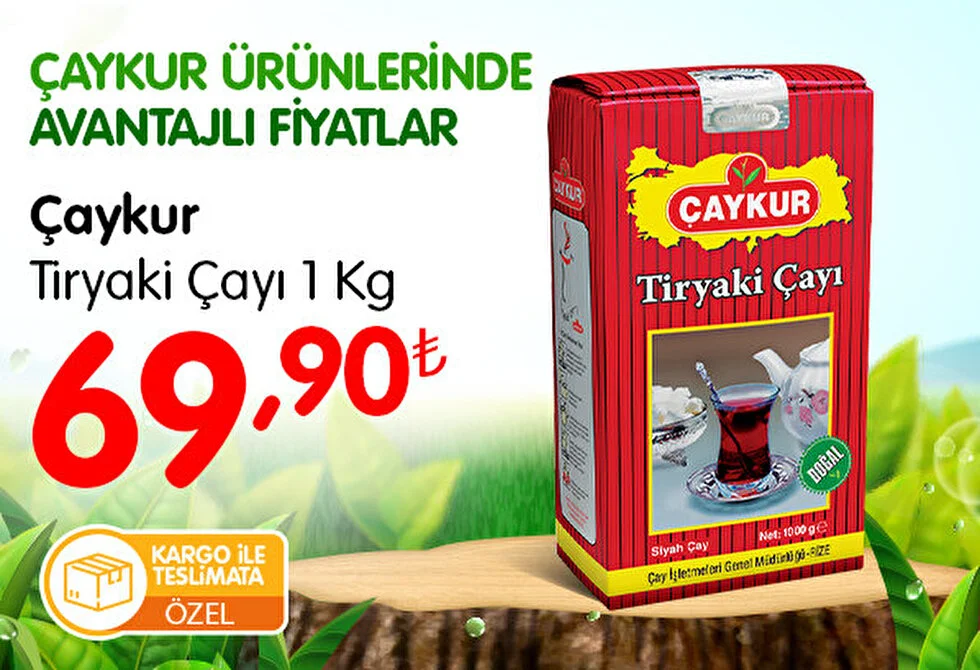 ÇAYKUR ÜRÜNLERİNDE
AVANTAJLI FİYATLAR
Çaykur
Tiryaki Çayı 1 Kg
69,90₺
KARGO İLE
TESLİMATA
ÖZEL
ÇAYKUR
ÇAYKUR
ÇAYKUR
Tiryaki Çayı
DOĞAL
Siyah Çay
Net: 1000 g e
Çay İşletmeleri Genel Müdürlüğü-RİZE